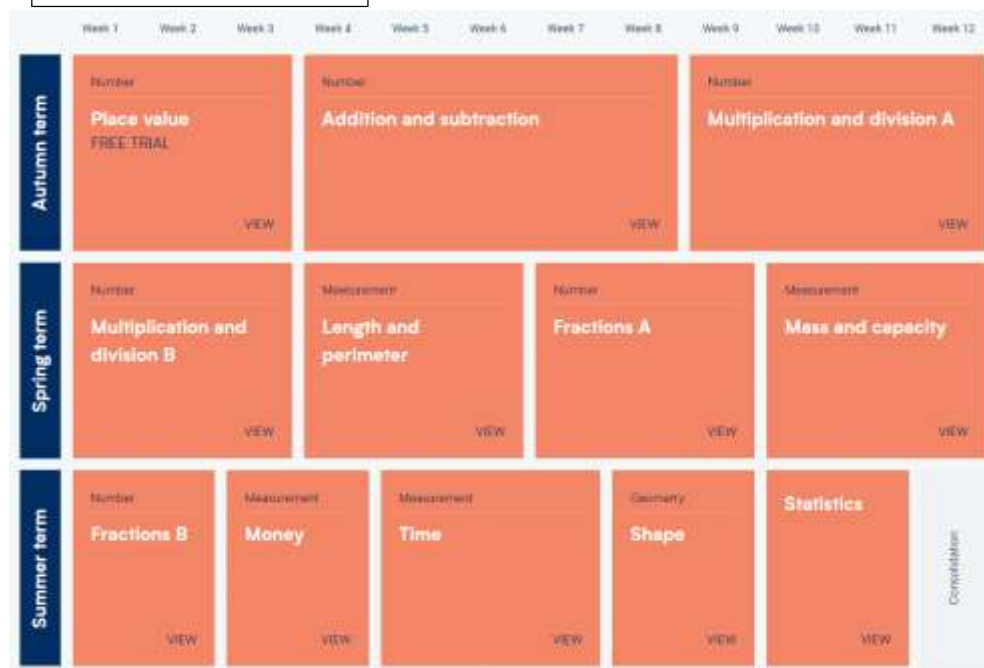 Week 1 Week 2 Week 3 Week 4 Week 5 Week 6 Week 7 Week 8 Week 9 Week 10 Week 11 Week 12
Autumn term
Number
Place value
FREE TRIAL
VIEW
Number
Addition and subtraction
VIEW
Number
Multiplication and division A
VIEW
Spring term
Number
Multiplication and
division B
VIEW
Measurement
Length and
perimeter
VIEW
Number
Fractions A
VIEW
Measurement
Mass and capacity
VIEW
Summer term
Number
Fractions B
VIEW
Measurement
Money
VIEW
Measurement
Time
VIEW
Geometry
Shape
VIEW
Statistics
VIEW
Consolidation